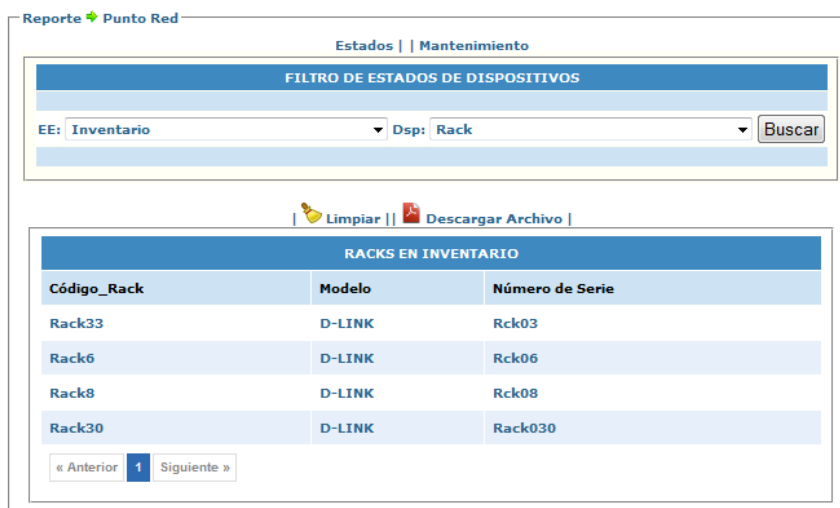 Reporte Punto Red
Estados | | Mantenimiento
FILTRO DE ESTADOS DE DISPOSITIVOS
EE: Inventario Dsp: Rack Buscar
| Limpiar || Descargar Archivo |
RACKS EN INVENTARIO
Código_Rack Modelo Número de Serie
Rack33 D-LINK Rck03
Rack6 D-LINK Rck06
Rack8 D-LINK Rck08
Rack30 D-LINK Rack030
« Anterior 1 Siguiente »